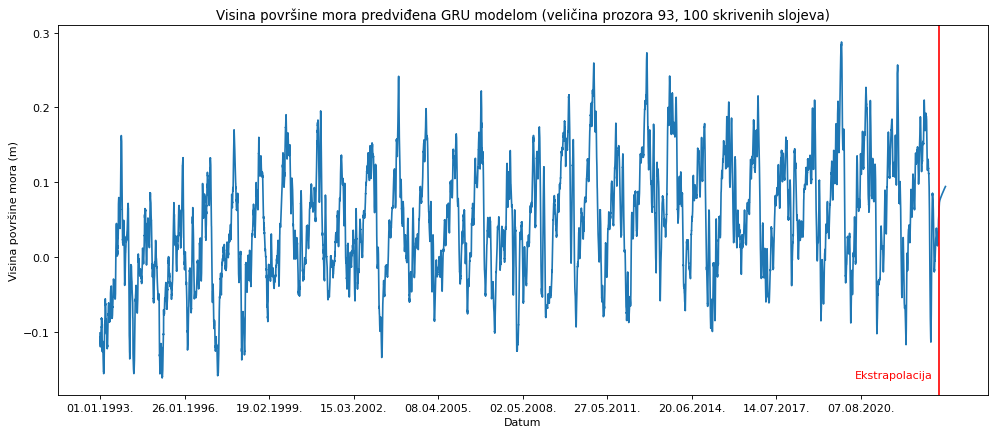 Visina površine mora predviđena GRU modelom (veličina prozora 93, 100 skrivenih slojeva)
Visina površine mora (m)
0.3
0.2
0.1
0.0
−0.1
Ekstrapolacija
01.01.1993. 26.01.1996. 19.02.1999. 15.03.2002. 08.04.2005. 02.05.2008. 27.05.2011. 20.06.2014. 14.07.2017. 07.08.2020.
Datum